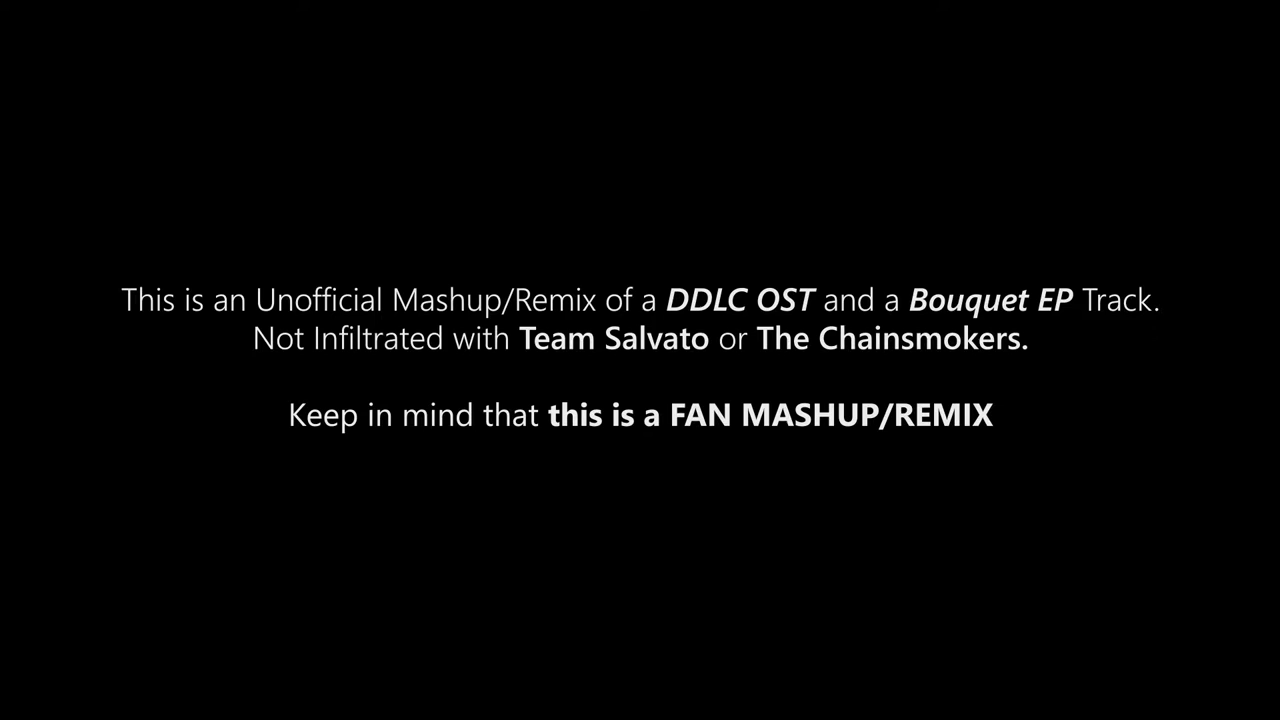 This is an Unofficial Mashup/Remix of a DDLC OST and a Bouquet EP Track.
Not Infiltrated with Team Salvato or The Chainsmokers.
Keep in mind that this is a FAN MASHUP/REMIX